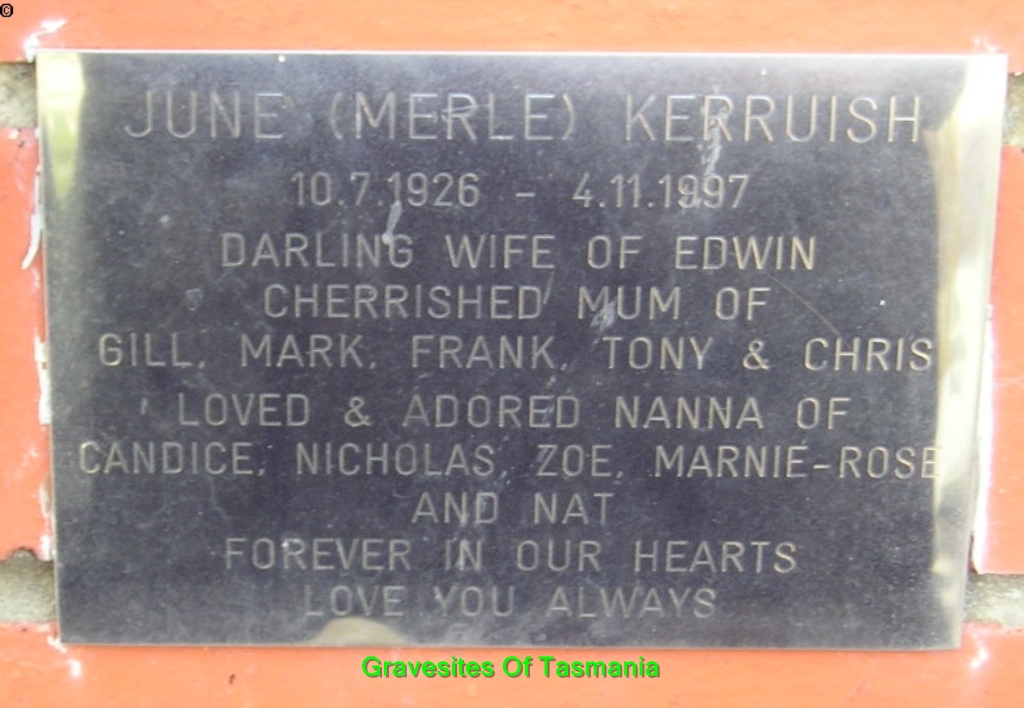 ©
JUNE (MERLE) KERRUISH
10.7.1926 - 4.11.1997
DARLING WIFE OF EDWIN
CHERRISHED MUM OF
GILL, MARK, FRANK, TONY & CHRIS
LOVED & ADORED NANNA OF
CANDICE, NICHOLAS, ZOE, MARNIE-ROSE
AND NAT
FOREVER IN OUR HEARTS
LOVE YOU ALWAYS
Gravesites Of Tasmania